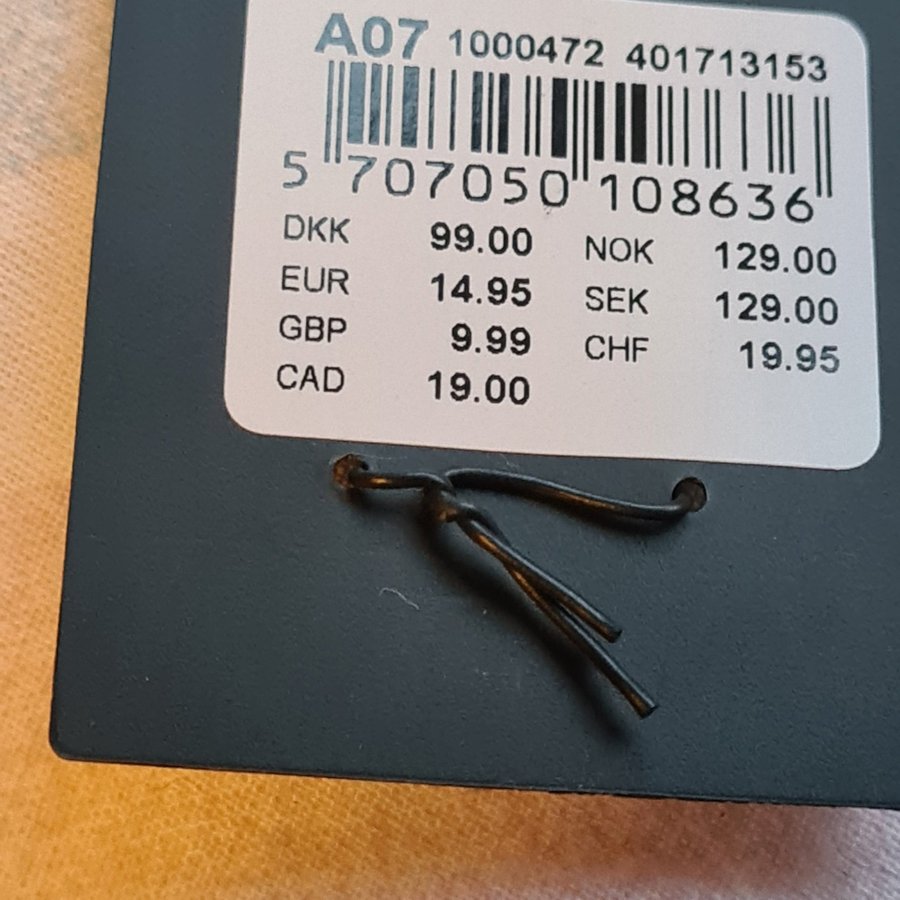 A07 1000472 401713153
5 707050 108636
DKK 99.00 NOK 129.00
EUR 14.95 SEK 129.00
GBP 9.99 CHF 19.95
CAD 19.00